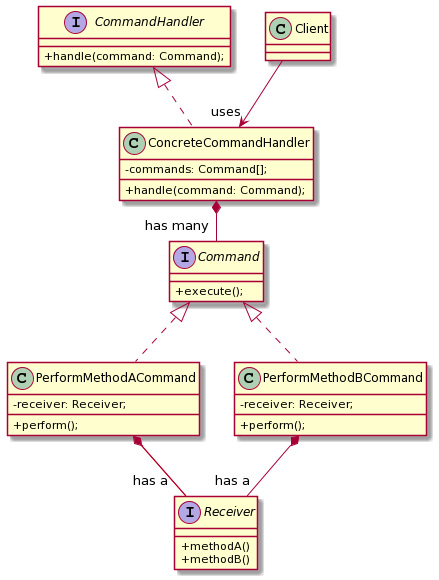 I CommandHandler
+handle(command: Command);
C Client
uses
C ConcreteCommandHandler
-commands: Command[];
+handle(command: Command);
has many
I Command
+execute();
C PerformMethodACommand
-receiver: Receiver;
+perform();
C PerformMethodBCommand
-receiver: Receiver;
+perform();
has a
has a
I Receiver
+methodA()
+methodB()